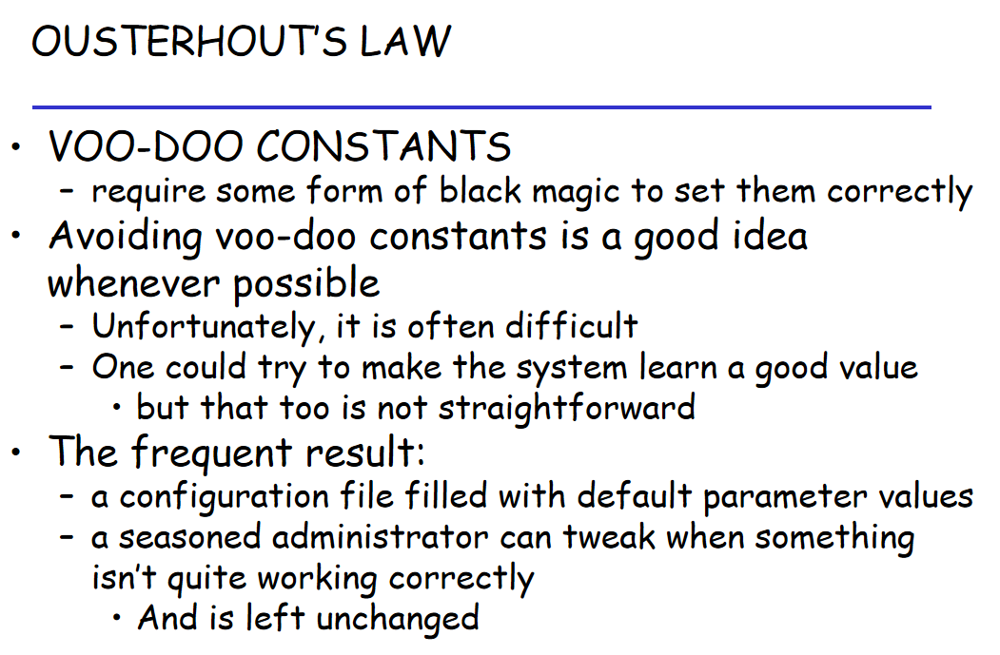 OUSTERHOUT'S LAW
• VOO-DOO CONSTANTS
– require some form of black magic to set them correctly
• Avoiding voo-doo constants is a good idea
whenever possible
– Unfortunately, it is often difficult
– One could try to make the system learn a good value
• but that too is not straightforward
• The frequent result:
– a configuration file filled with default parameter values
– a seasoned administrator can tweak when something
isn't quite working correctly
• And is left unchanged